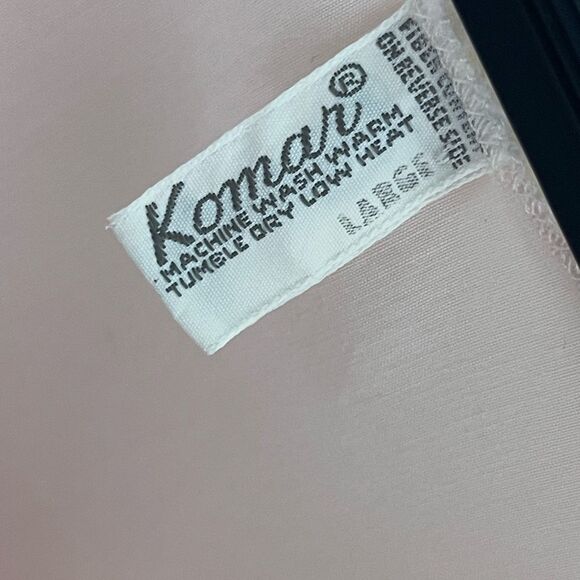 Komar®
MACHINE WASH WARM
TUMBLE DRY LOW HEAT
LARGE
FIBER CONTENT
ON REVERSE SIDE